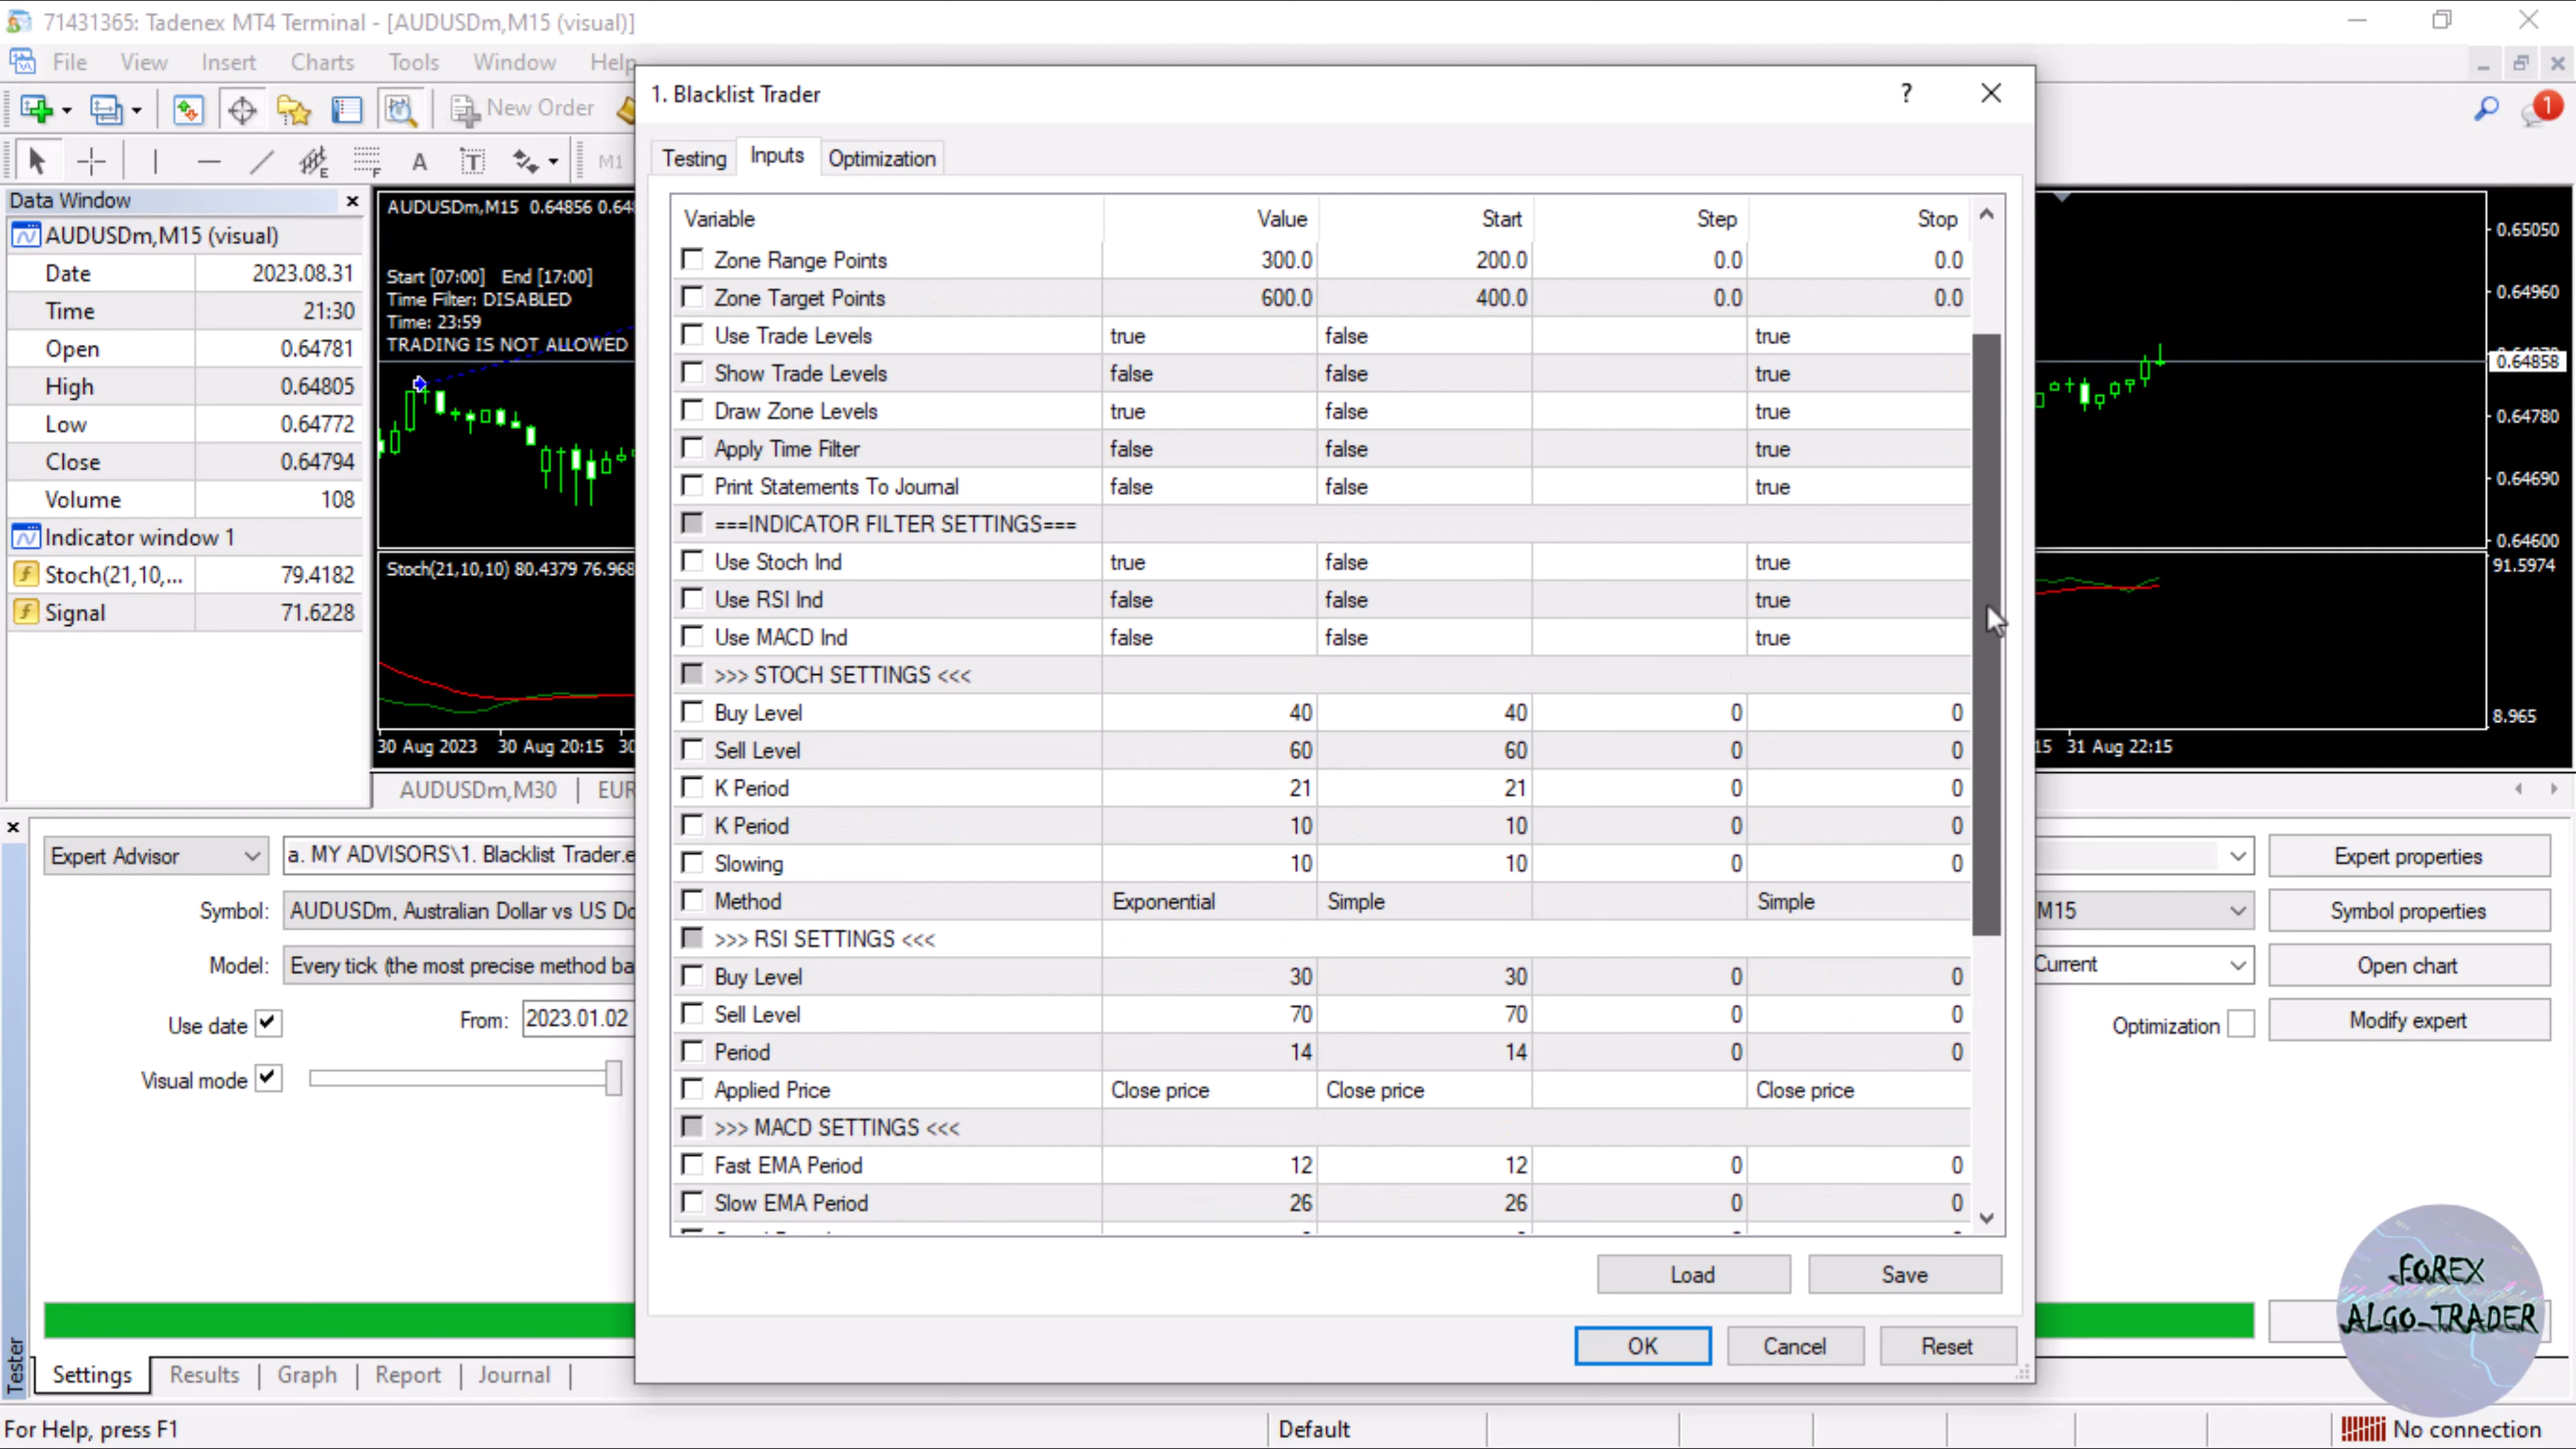 71431365: Tadenex MT4 Terminal - [AUDUSDm,M15 (visual)]
File View Insert Charts Tools Window Help
New Order
A T M1
E F
1
Data Window
AUDUSDm,M15 (visual)
Date 2023.08.31
Time 21:30
Open 0.64781
High 0.64805
Low 0.64772
Close 0.64794
Volume 108
Indicator window 1
Stoch(21,10,... 79.4182
Signal 71.6228
AUDUSDm,M15 0.64856
Start [07:00] End [17:00]
Time Filter: DISABLED
Time: 23:59
TRADING IS NOT ALLOWED
Stoch(21,10,10) 80.4379 76.968
30 Aug 2023 30 Aug 20:15
AUDUSDm,M30 EUR
1. Blacklist Trader
?
Testing Inputs Optimization
Variable Value Start Step Stop
Zone Range Points 300.0 200.0 0.0 0.0
Zone Target Points 600.0 400.0 0.0 0.0
Use Trade Levels true false true
Show Trade Levels false false true
Draw Zone Levels true false true
Apply Time Filter false false true
Print Statements To Journal false false true
===INDICATOR FILTER SETTINGS===
Use Stoch Ind true false true
Use RSI Ind false false true
Use MACD Ind false false true
>>> STOCH SETTINGS <<<
Buy Level 40 40 0 0
Sell Level 60 60 0 0
K Period 21 21 0 0
K Period 10 10 0 0
Slowing 10 10 0 0
Method Exponential Simple Simple
>>> RSI SETTINGS <<<
Buy Level 30 30 0 0
Sell Level 70 70 0 0
Period 14 14 0 0
Applied Price Close price Close price Close price
>>> MACD SETTINGS <<<
Fast EMA Period 12 12 0 0
Slow EMA Period 26 26 0 0
Load Save
OK Cancel Reset
0.65050
0.64960
0.64858
0.64780
0.64690
0.64600
91.5974
8.965
15 31 Aug 22:15
Expert Advisor a. MY ADVISORS\1. Blacklist Trader.e
Symbol: AUDUSDm, Australian Dollar vs US Do
Model: Every tick (the most precise method ba
Use date From: 2023.01.02
Visual mode
Expert properties
M15 Symbol properties
Current Open chart
Optimization Modify expert
FOREX
ALGO_TRADER
Tester
Settings Results Graph Report Journal
For Help, press F1 Default No connection